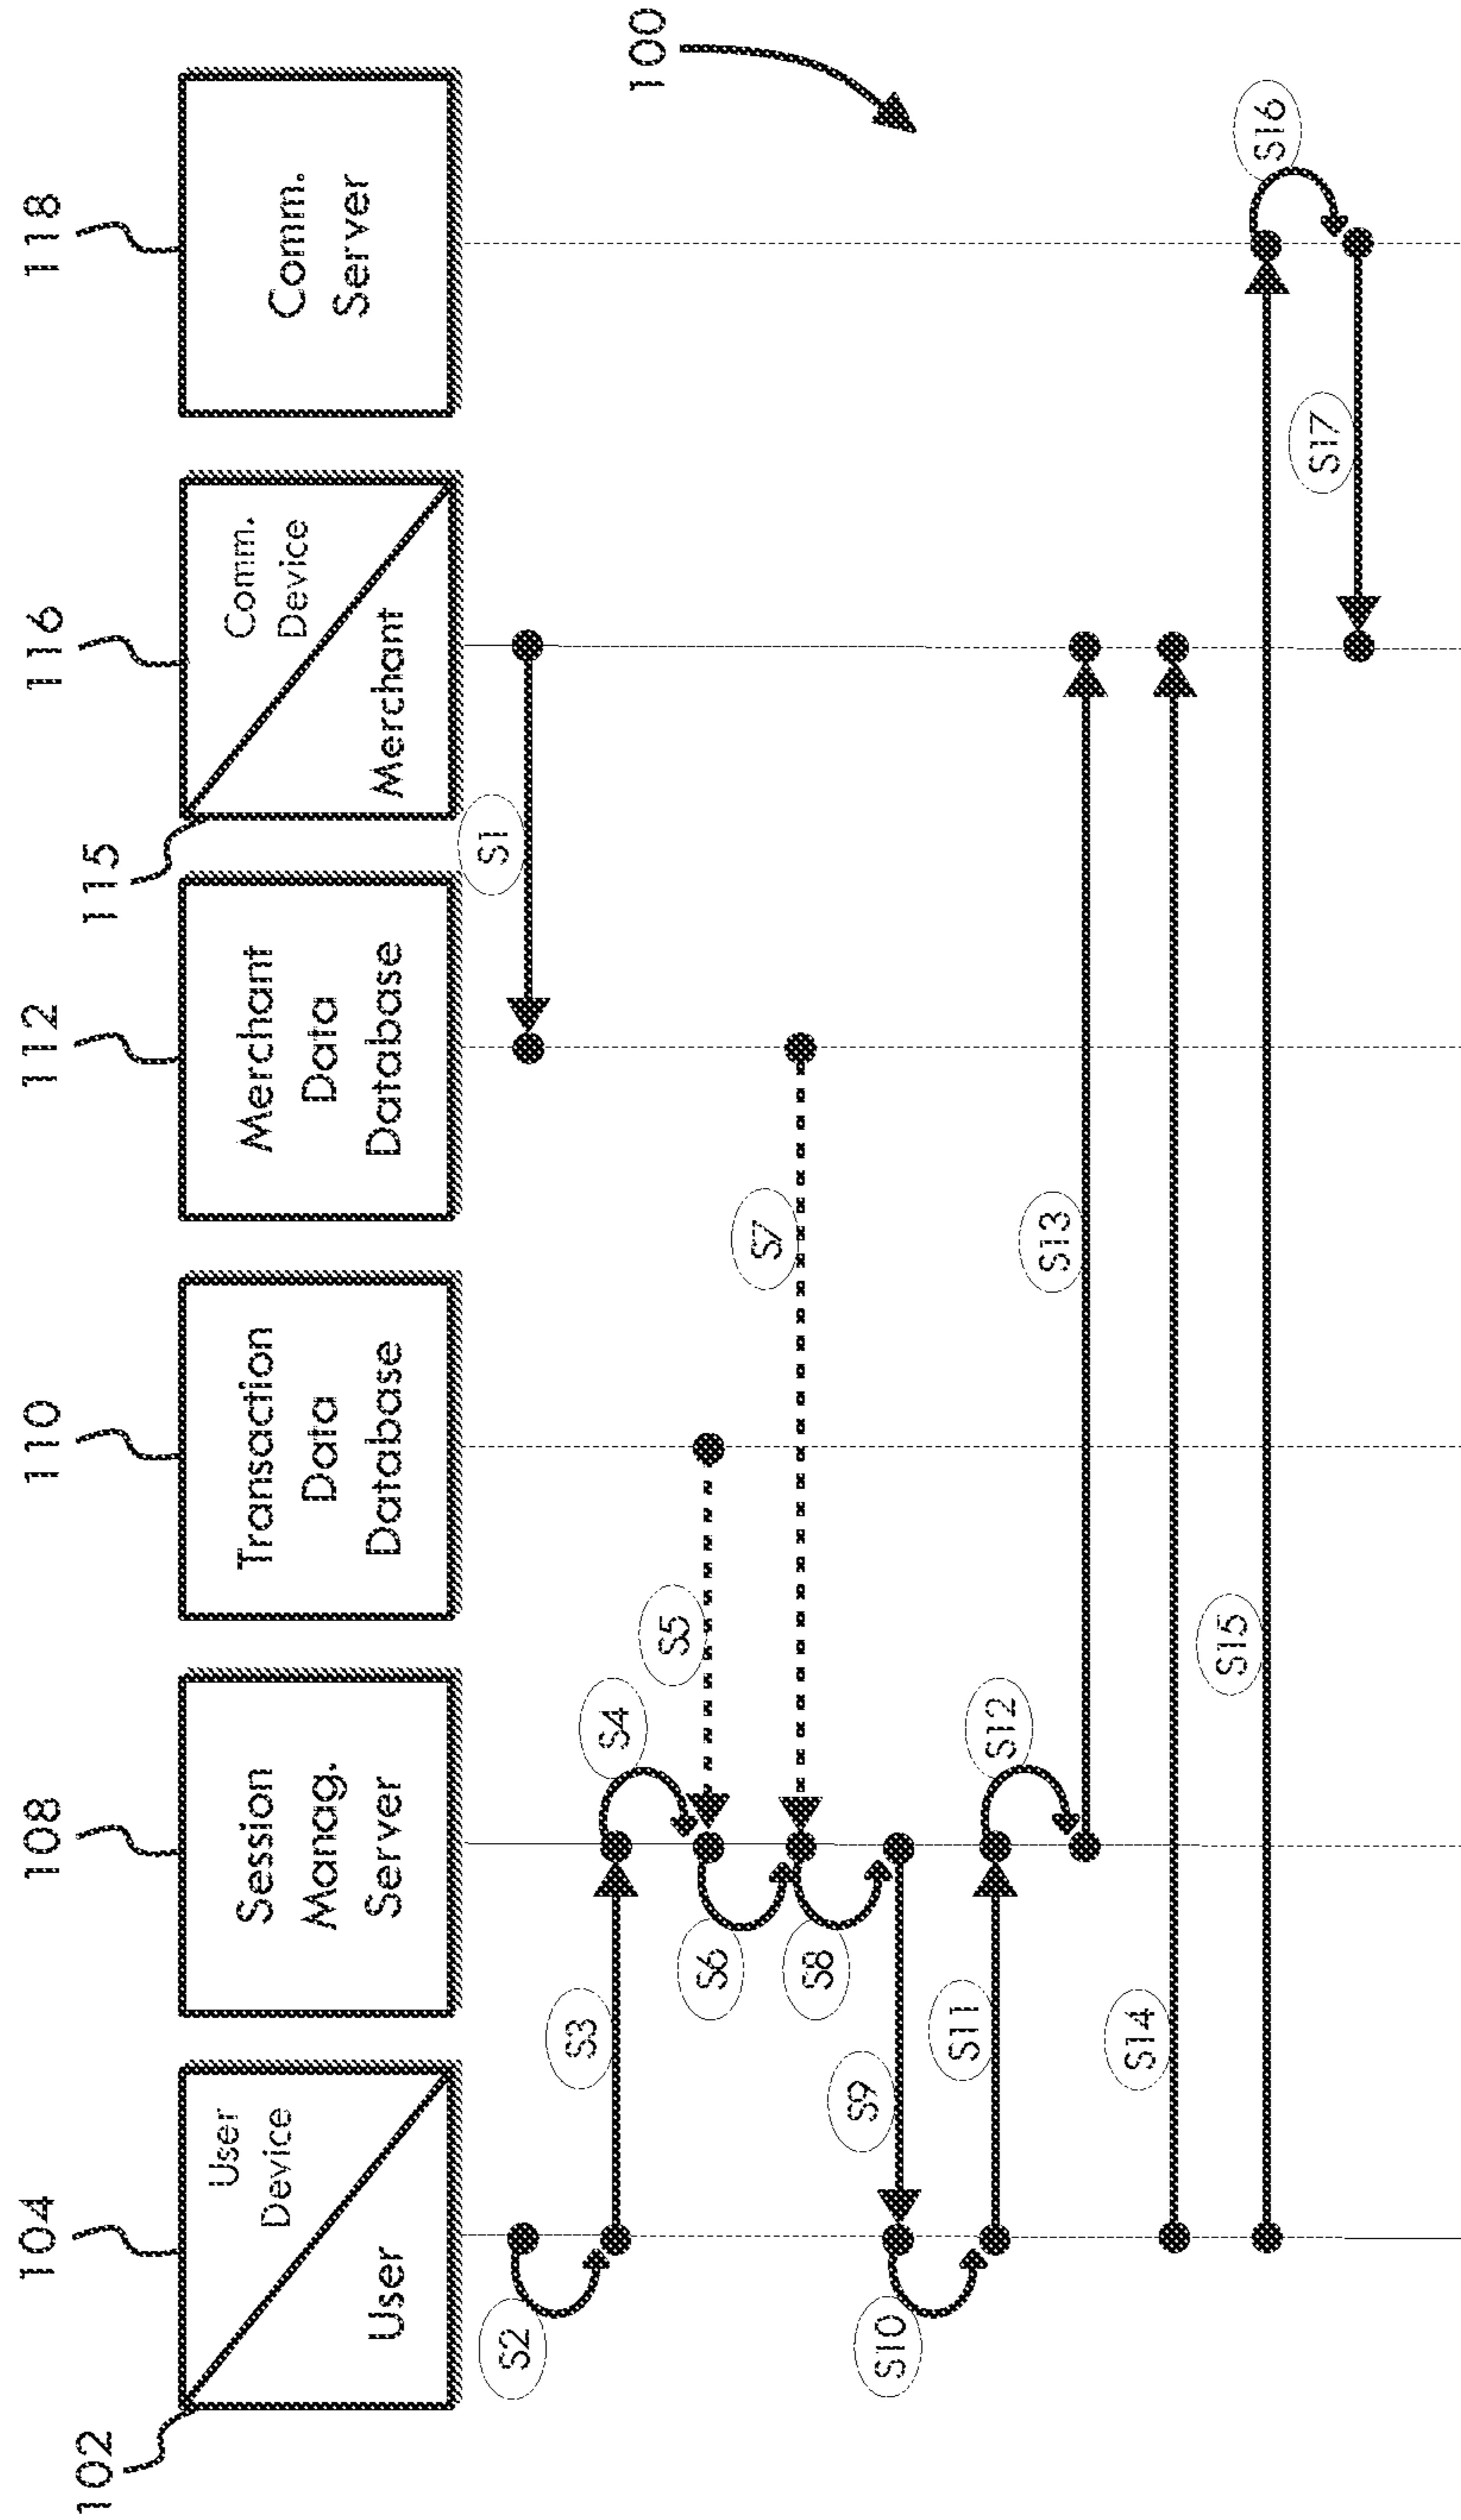 102
104
108
110
112
115
116
118
User
Device
User
Session
Manag.
Server
Transaction
Data
Database
Merchant
Data
Database
Comm.
Device
Merchant
Comm.
Server
S1
S2
S3
S4
S5
S6
S7
S8
S9
S10
S11
S12
S13
S14
S15
S16
S17
100